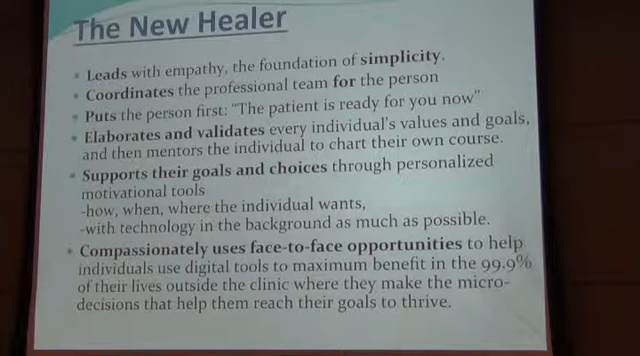 The New Healer
• Leads with empathy, the foundation of simplicity.
• Coordinates the professional team for the person
• Puts the person first: "The patient is ready for you now"
• Elaborates and validates every individual's values and goals,
and then mentors the individual to chart their own course.
• Supports their goals and choices through personalized
motivational tools
-how, when, where the individual wants,
-with technology in the background as much as possible.
• Compassionately uses face-to-face opportunities to help
individuals use digital tools to maximum benefit in the 99.9%
of their lives outside the clinic where they make the micro-
decisions that help them reach their goals to thrive.